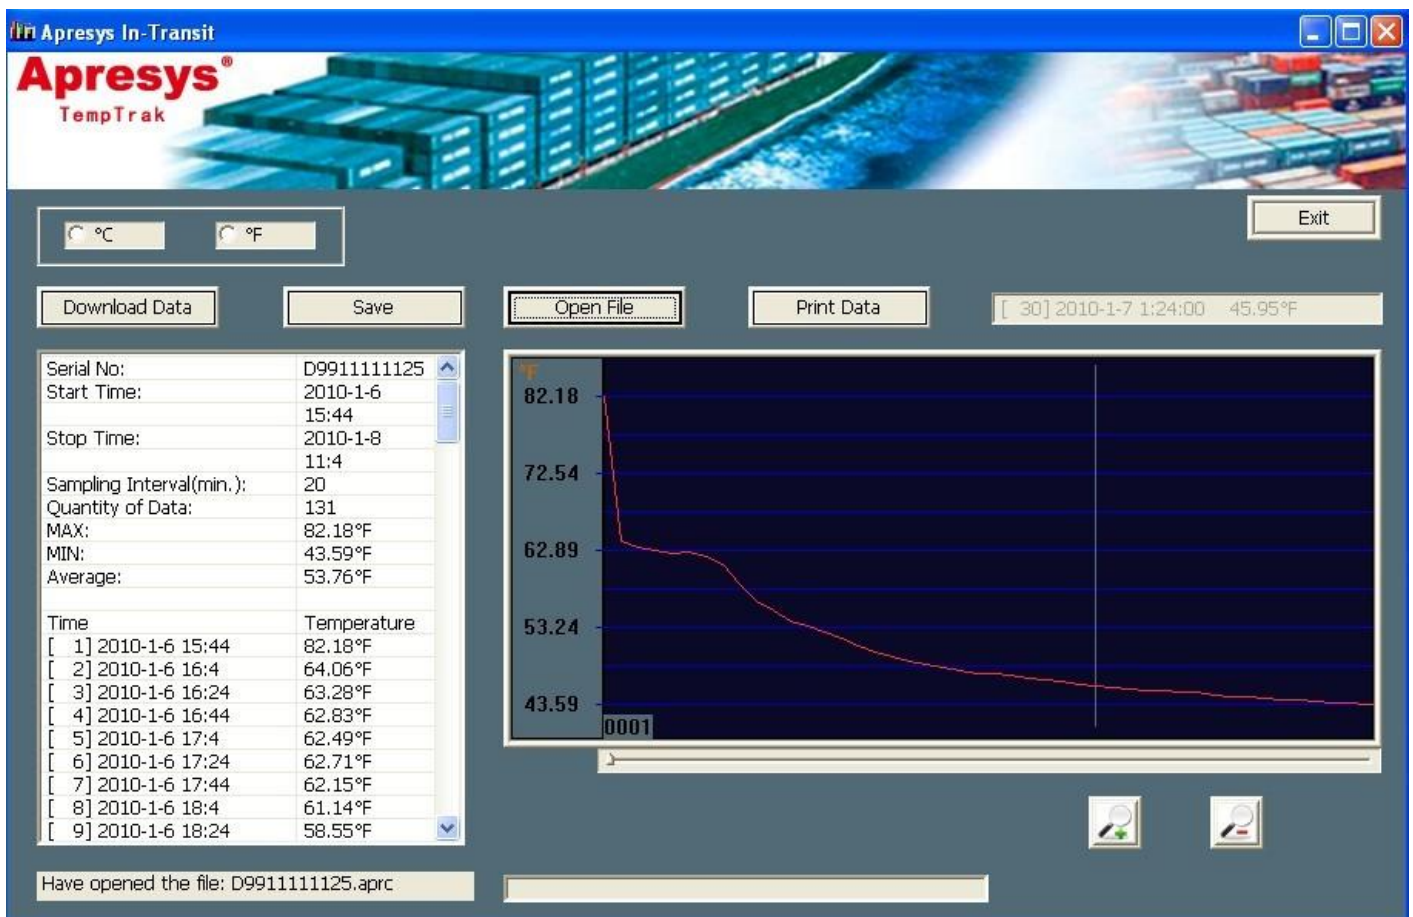 Apresys In-Transit
Apresys®
TempTrak
°C °F
Exit
Download Data Save Open File Print Data [ 30] 2010-1-7 1:24:00 45.95°F
Serial No: D9911111125
Start Time: 2010-1-6
15:44
Stop Time: 2010-1-8
11:4
Sampling Interval(min.): 20
Quantity of Data: 131
MAX: 82.18°F
MIN: 43.59°F
Average: 53.76°F
Time Temperature
[ 1] 2010-1-6 15:44 82.18°F
[ 2] 2010-1-6 16:4 64.06°F
[ 3] 2010-1-6 16:24 63.28°F
[ 4] 2010-1-6 16:44 62.83°F
[ 5] 2010-1-6 17:4 62.49°F
[ 6] 2010-1-6 17:24 62.71°F
[ 7] 2010-1-6 17:44 62.15°F
[ 8] 2010-1-6 18:4 61.14°F
[ 9] 2010-1-6 18:24 58.55°F
°F
82.18
72.54
62.89
53.24
43.59
0001
Have opened the file: D9911111125.aprc